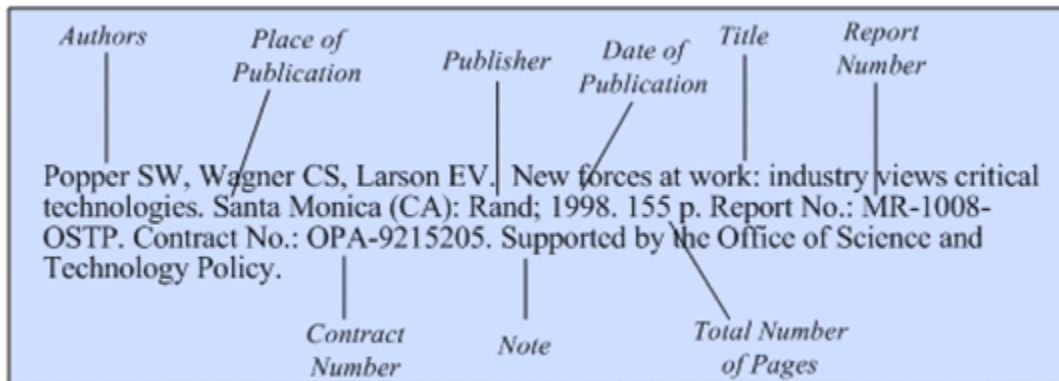 Authors
Place of
Publication
Publisher
Date of
Publication
Title
Report
Number
Popper SW, Wagner CS, Larson EV. New forces at work: industry views critical
technologies. Santa Monica (CA): Rand; 1998. 155 p. Report No.: MR-1008-
OSTP. Contract No.: OPA-9215205. Supported by the Office of Science and
Technology Policy.
Contract
Number
Note
Total Number
of Pages